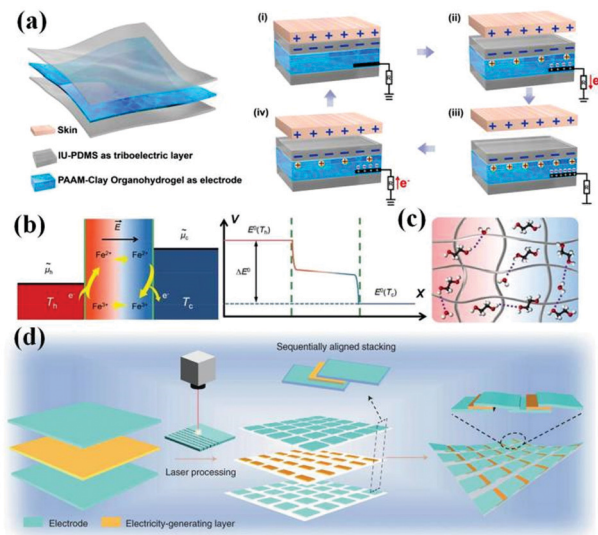 (a)
(i)
(ii)
R
e⁻
Skin
IU-PDMS as triboelectric layer
PAAM-Clay Organohydrogel as electrode
(iv)
(iii)
R
e⁻
R
(b)
E
μ̃h
μ̃c
Fe²⁺
Fe²⁺
e⁻
e⁻
Fe³⁺
Fe³⁺
Th
Tc
V
E⁰(Th)
ΔE⁰
E⁰(Tc)
X
(c)
(d)
Sequentially aligned stacking
Laser processing
Electrode
Electricity-generating layer